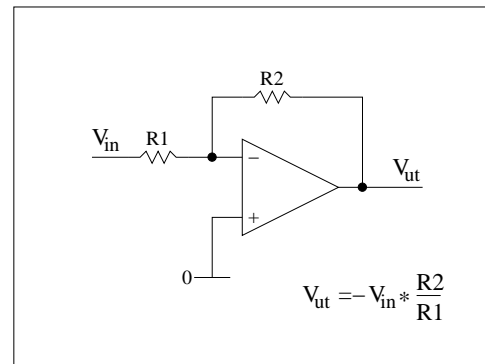 R2
V_in R1
−
V_ut
+
0
V_ut = −V_in * R2/R1